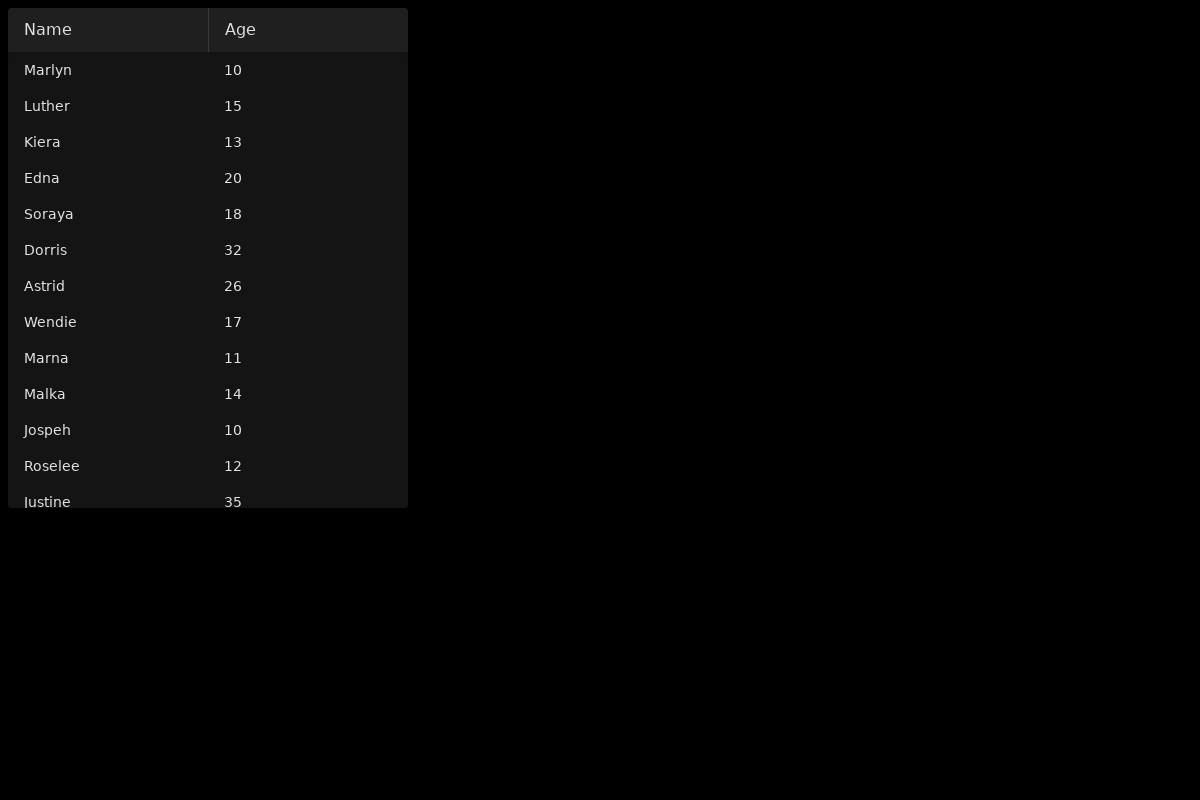 Name Age
Marlyn 10
Luther 15
Kiera 13
Edna 20
Soraya 18
Dorris 32
Astrid 26
Wendie 17
Marna 11
Malka 14
Jospeh 10
Roselee 12
Justine 35